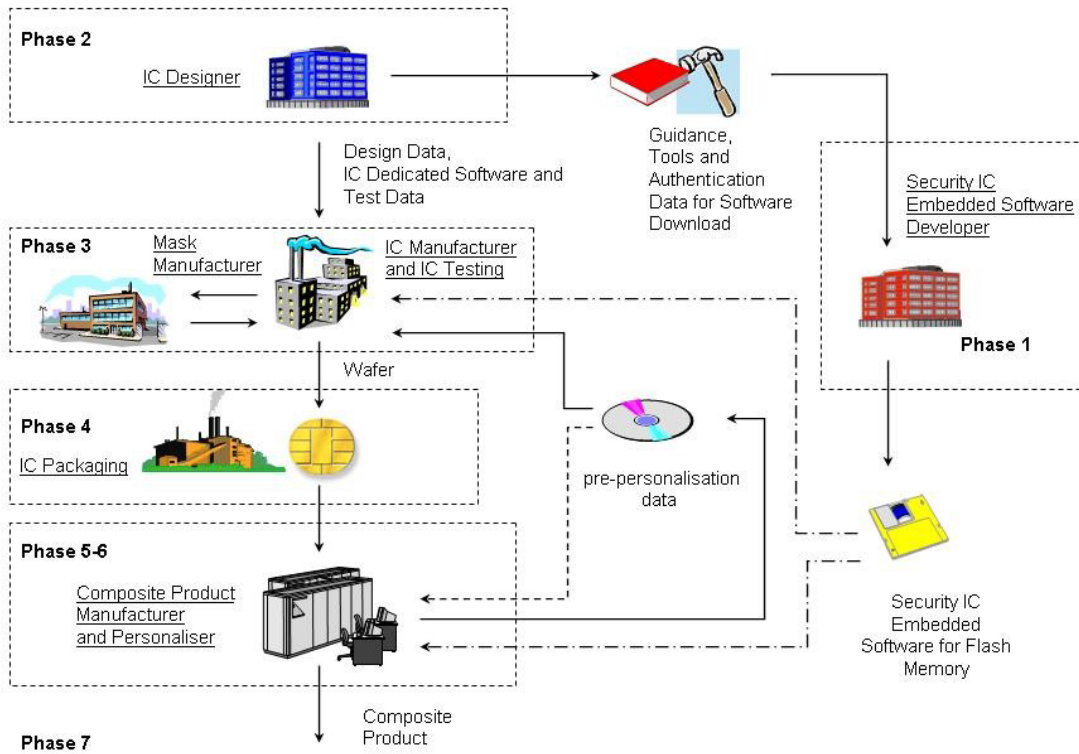 Phase 2
IC Designer
Guidance,
Tools and
Authentication
Data for Software
Download
Design Data,
IC Dedicated Software and
Test Data
Security IC
Embedded Software
Developer
Phase 1
Phase 3
Mask
Manufacturer
IC Manufacturer
and IC Testing
Wafer
Phase 4
IC Packaging
pre-personalisation
data
Phase 5-6
Composite Product
Manufacturer
and Personaliser
Security IC
Embedded
Software for Flash
Memory
Composite
Product
Phase 7